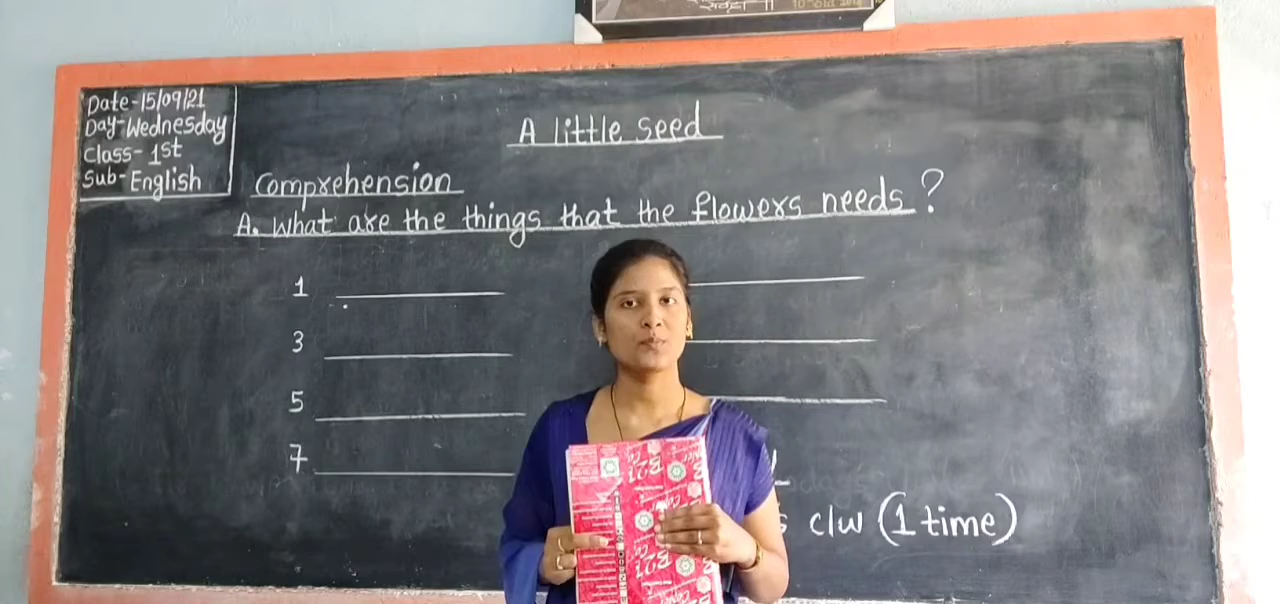 Date-15/09/21
Day-Wednesday
Class-1st
Sub-English
A little seed
Comprehension
A. What are the things that the flowers needs?
1
3
5
7
c/w (1 time)